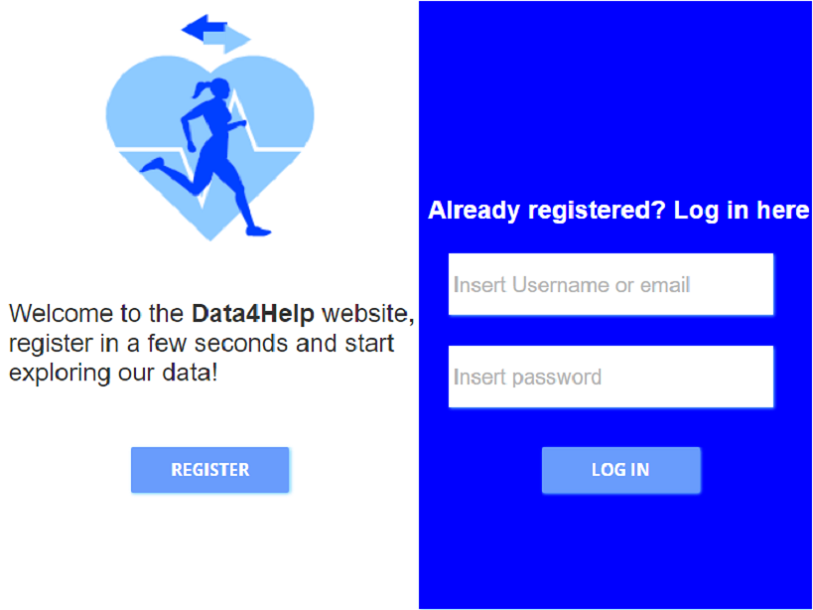 Welcome to the Data4Help website,
register in a few seconds and start
exploring our data!
REGISTER
Already registered? Log in here
Insert Username or email
Insert password
LOG IN